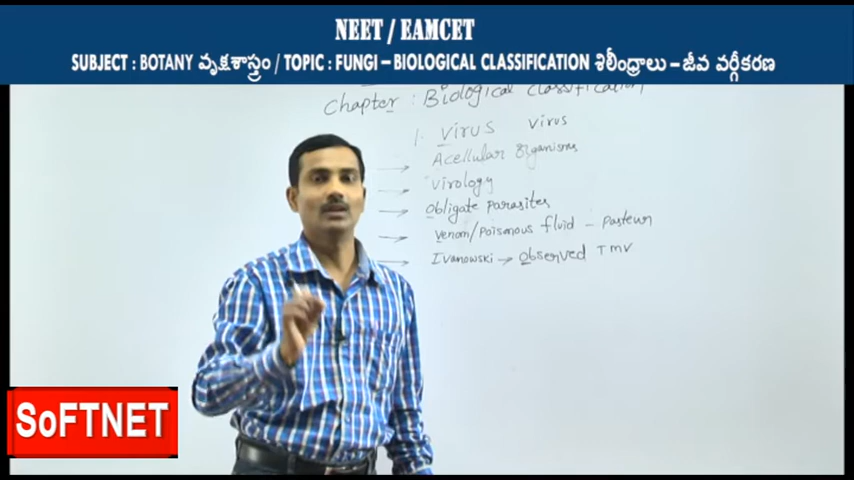 NEET / EAMCET
SUBJECT : BOTANY వృక్షశాస్త్రం / TOPIC : FUNGI – BIOLOGICAL CLASSIFICATION శిలీంధ్రాలు – జీవ వర్గీకరణ
Chapter : Biological Classification
1. Virus Virus
→ Acellular Organisms
→ Virology
→ Obligate Parasites
→ Venom/Poisonous fluid – Pasteur
→ Ivanowski → Observed TMV
SoFTNET